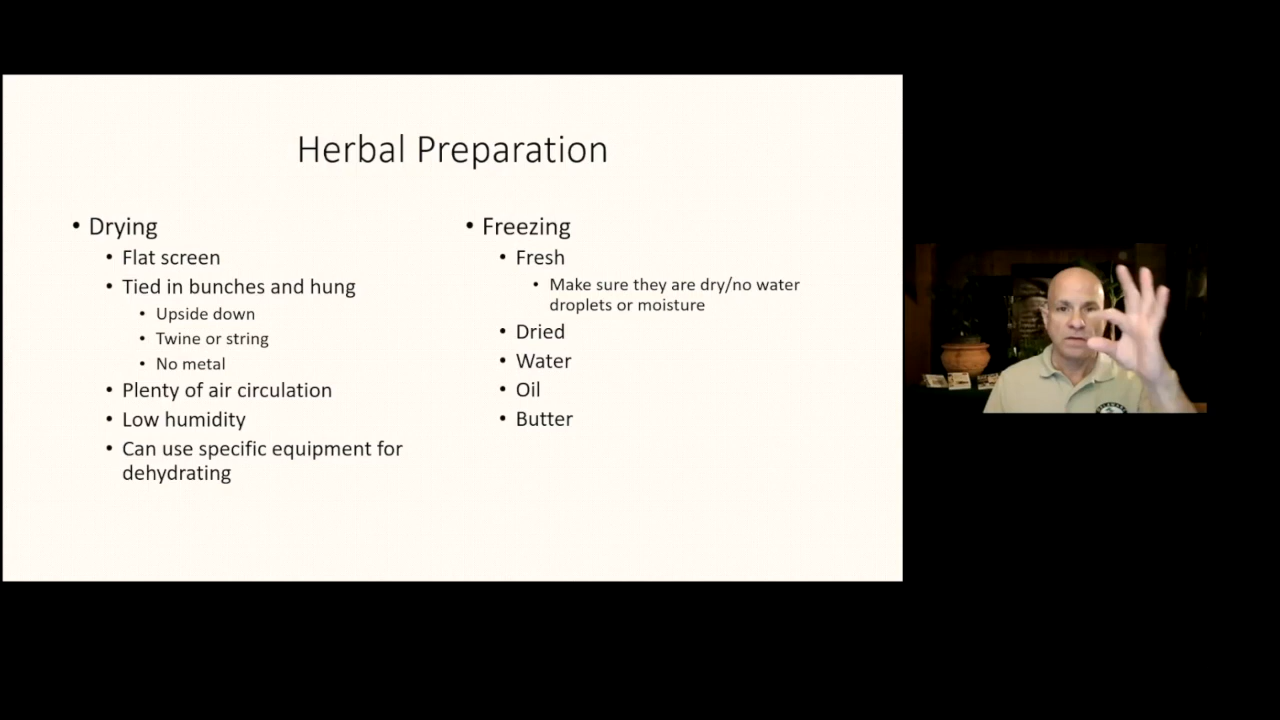 Herbal Preparation
• Drying
• Flat screen
• Tied in bunches and hung
• Upside down
• Twine or string
• No metal
• Plenty of air circulation
• Low humidity
• Can use specific equipment for
dehydrating
• Freezing
• Fresh
• Make sure they are dry/no water
droplets or moisture
• Dried
• Water
• Oil
• Butter